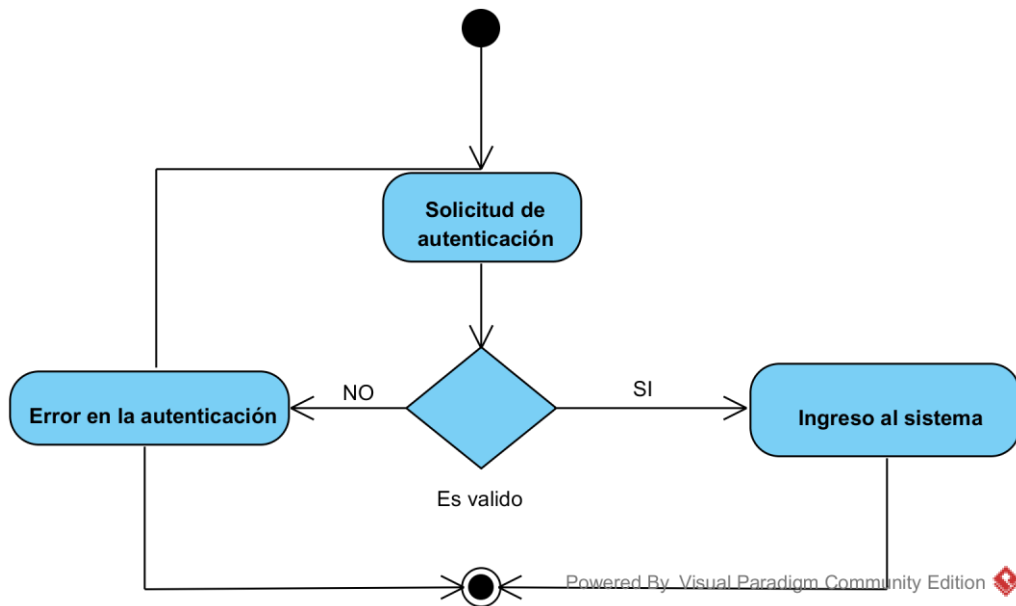 Solicitud de
autenticación
NO
SI
Error en la autenticación
Ingreso al sistema
Es valido
Powered By Visual Paradigm Community Edition